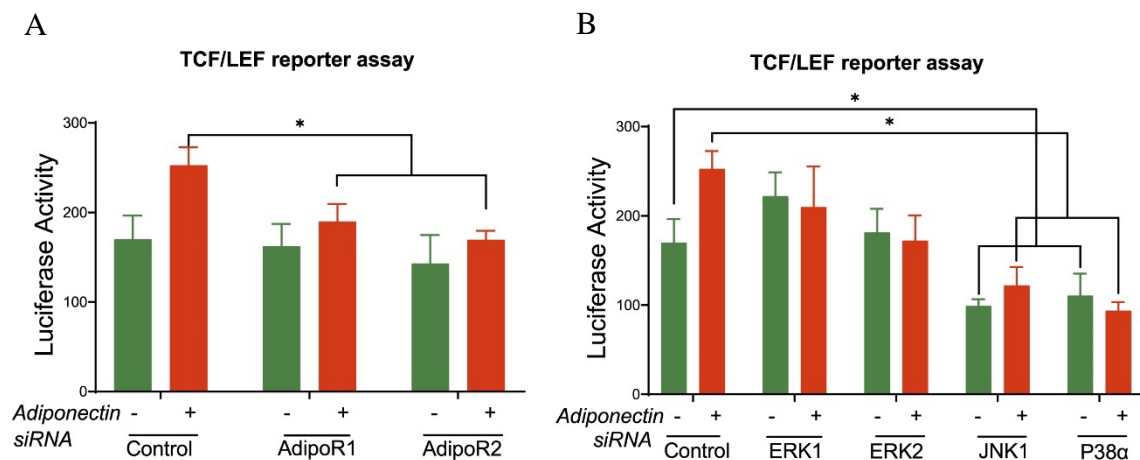 A
TCF/LEF reporter assay
*
Luciferase Activity
300
200
100
0
Adiponectin - + - + - +
siRNA Control AdipoR1 AdipoR2
B
TCF/LEF reporter assay
*
*
Luciferase Activity
300
200
100
0
Adiponectin - + - + - + - + - +
siRNA Control ERK1 ERK2 JNK1 P38α